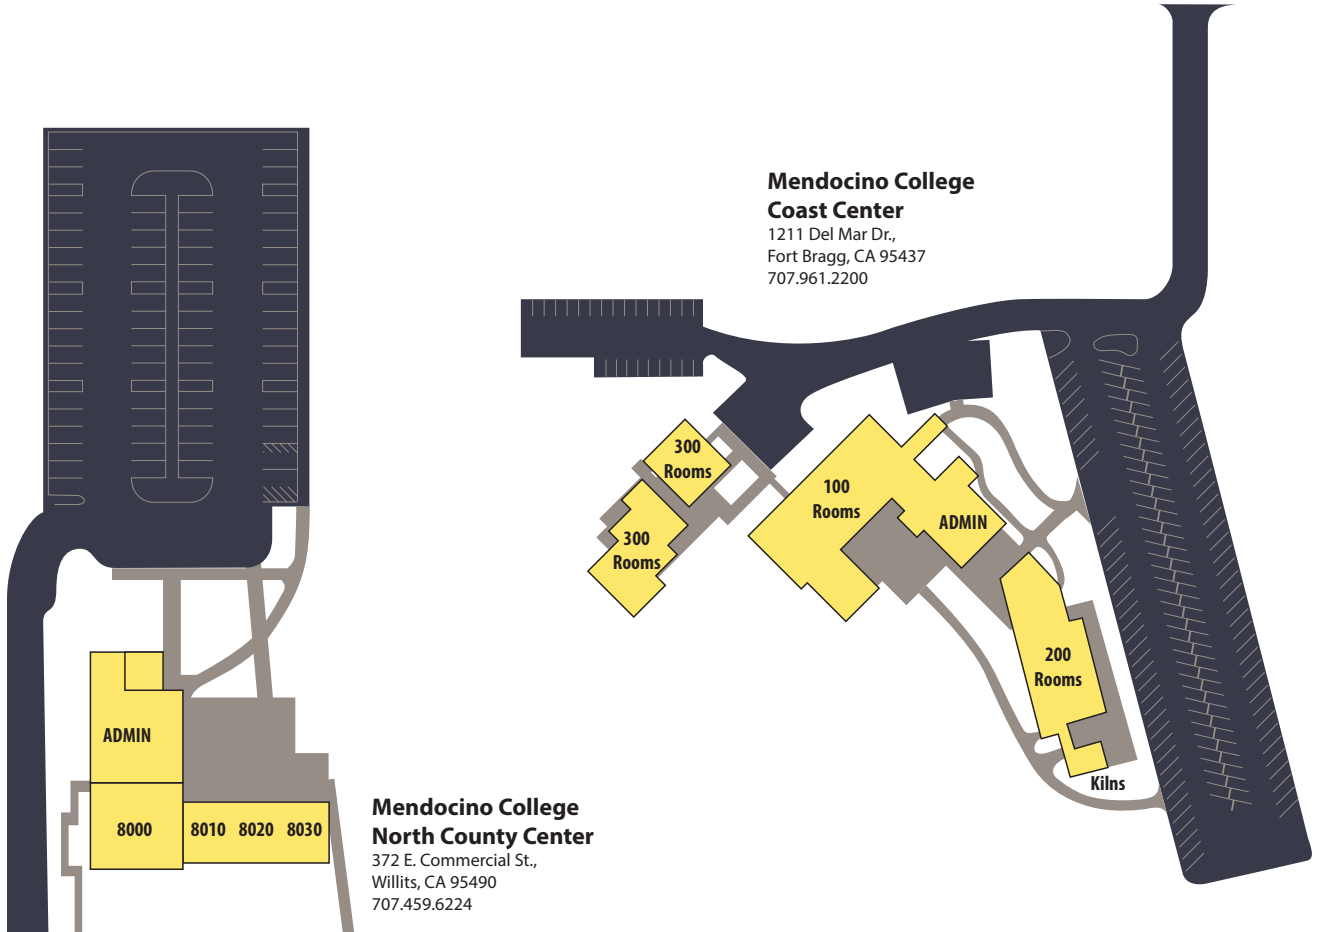 Mendocino College
Coast Center
1211 Del Mar Dr.,
Fort Bragg, CA 95437
707.961.2200
300
Rooms
300
Rooms
100
Rooms
ADMIN
200
Rooms
Kilns
ADMIN
8000
8010 8020 8030
Mendocino College
North County Center
372 E. Commercial St.,
Willits, CA 95490
707.459.6224